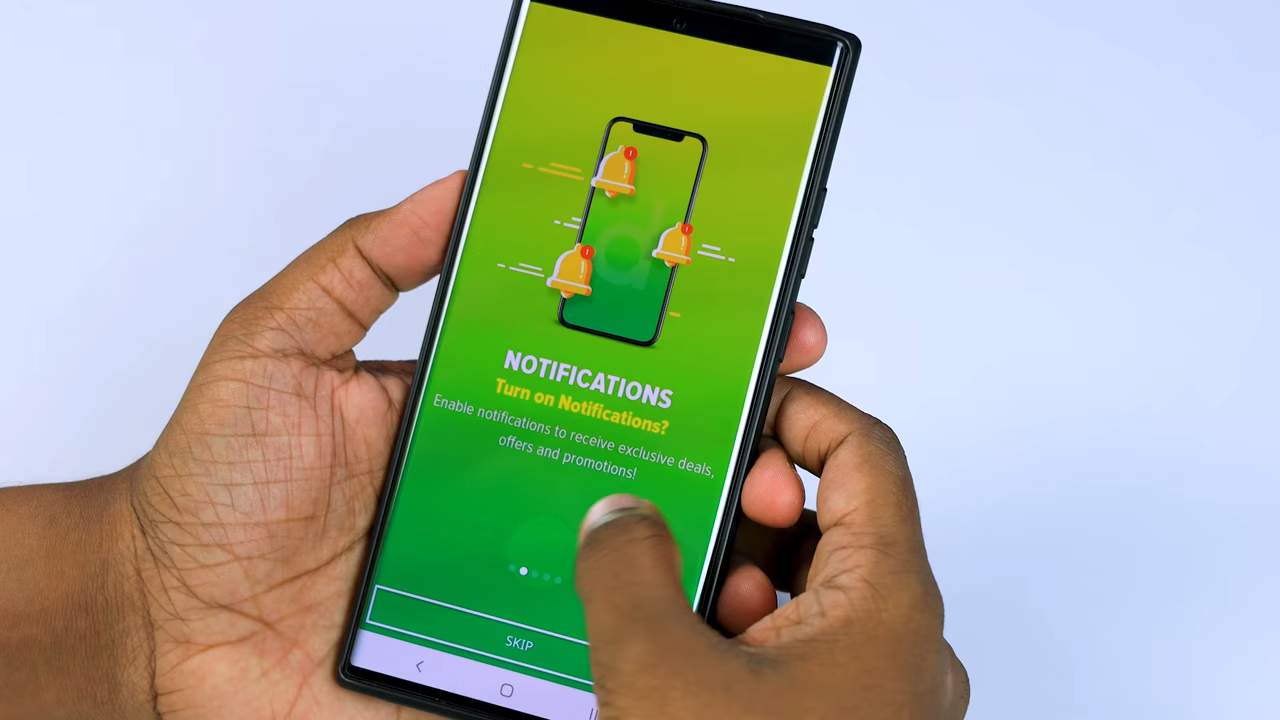 NOTIFICATIONS
Turn on Notifications?
Enable notifications to receive exclusive deals,
offers and promotions!
SKIP